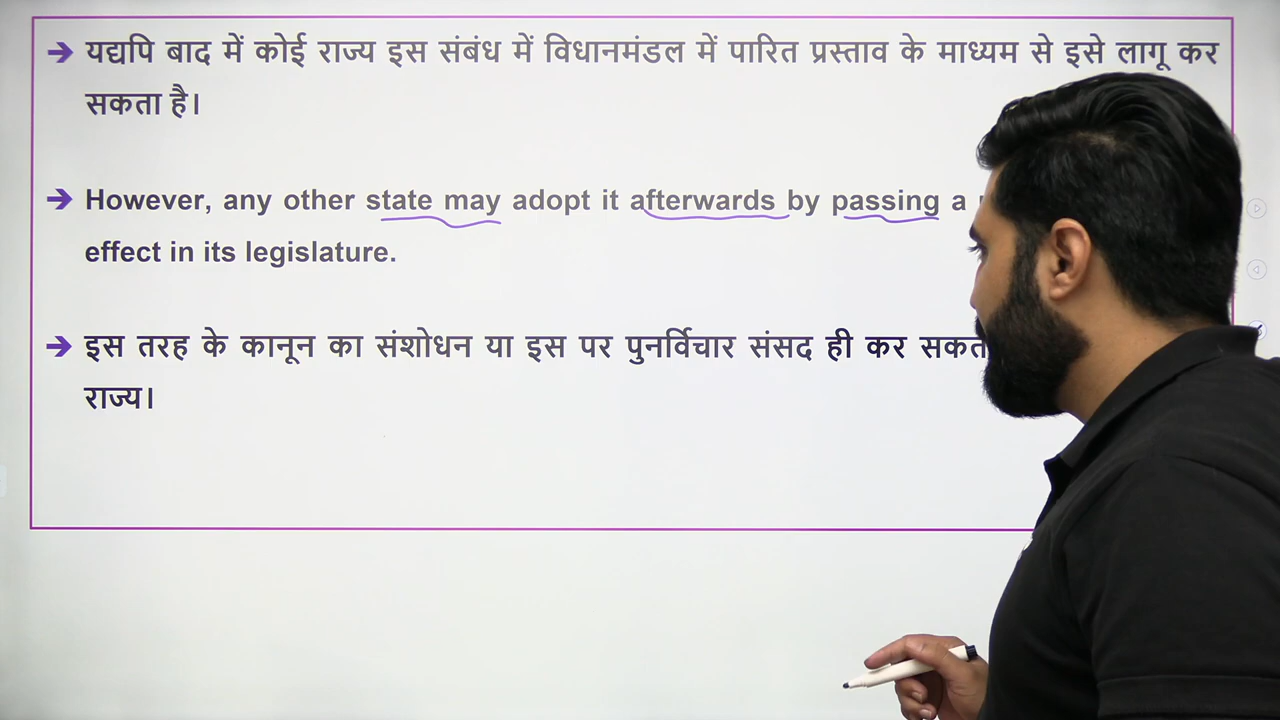 यद्यपि बाद में कोई राज्य इस संबंध में विधानमंडल में पारित प्रस्ताव के माध्यम से इसे लागू कर
सकता है।
However, any other state may adopt it afterwards by passing a
effect in its legislature.
इस तरह के कानून का संशोधन या इस पर पुनर्विचार संसद ही कर
राज्य।